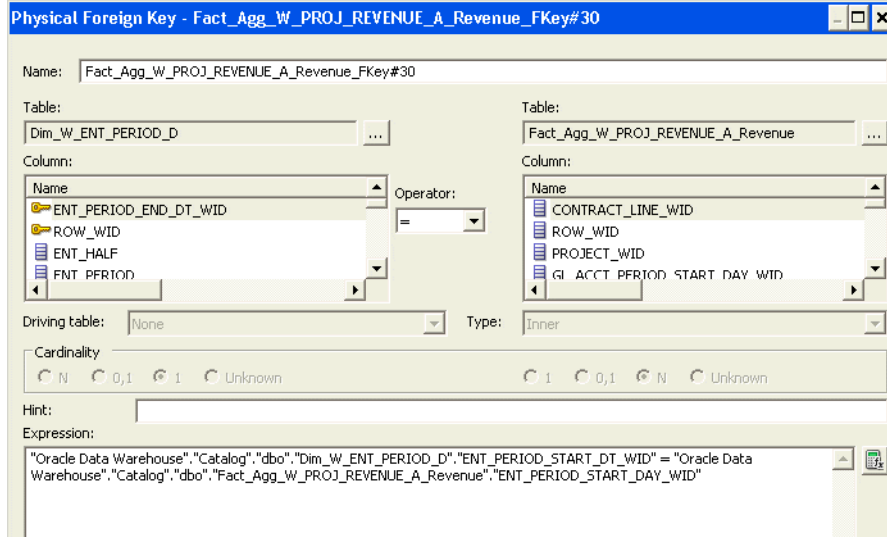 Physical Foreign Key - Fact_Agg_W_PROJ_REVENUE_A_Revenue_FKey#30
Name: Fact_Agg_W_PROJ_REVENUE_A_Revenue_FKey#30
Table: Table:
Dim_W_ENT_PERIOD_D ... Fact_Agg_W_PROJ_REVENUE_A_Revenue ...
Column: Column:
Name Operator: Name
ENT_PERIOD_END_DT_WID = CONTRACT_LINE_WID
ROW_WID ROW_WID
ENT_HALF PROJECT_WID
ENT_PERIOD GL_ACCT_PERIOD_START_DAY_WID
Driving table: None Type: Inner
Cardinality
N 0,1 1 Unknown 1 0,1 N Unknown
Hint:
Expression:
"Oracle Data Warehouse"."Catalog"."dbo"."Dim_W_ENT_PERIOD_D"."ENT_PERIOD_START_DT_WID" = "Oracle Data
Warehouse"."Catalog"."dbo"."Fact_Agg_W_PROJ_REVENUE_A_Revenue"."ENT_PERIOD_START_DAY_WID"